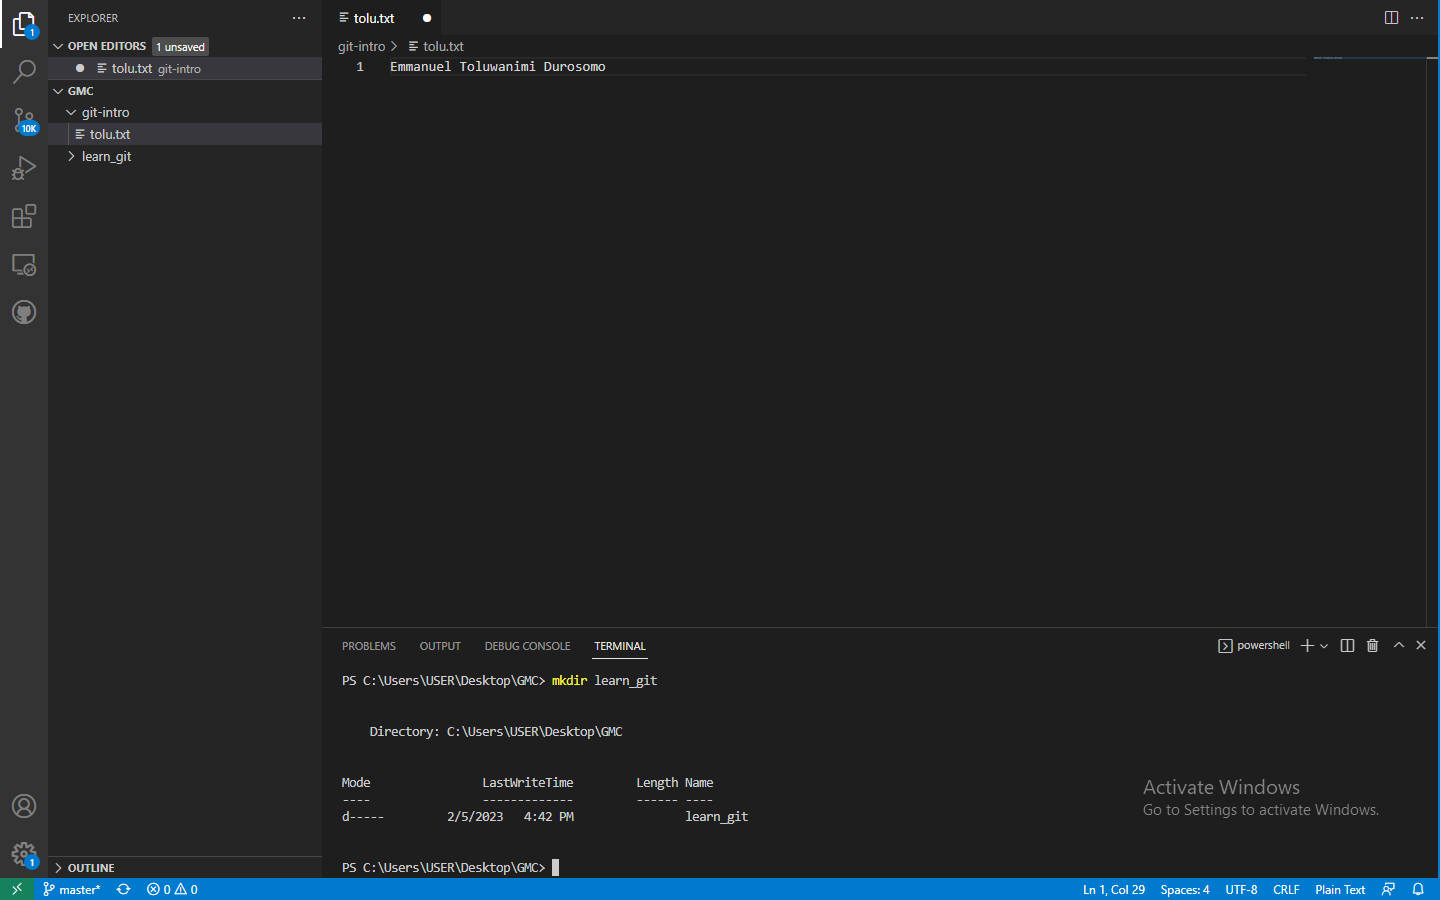 EXPLORER
OPEN EDITORS 1 unsaved
tolu.txt git-intro
GMC
git-intro
tolu.txt
learn_git
OUTLINE
1
10K
1
tolu.txt
git-intro > tolu.txt
1 Emmanuel Toluwanimi Durosomo
PROBLEMS OUTPUT DEBUG CONSOLE TERMINAL powershell
PS C:\Users\USER\Desktop\GMC> mkdir learn_git
Directory: C:\Users\USER\Desktop\GMC
Mode LastWriteTime Length Name
---- ------------- ------ ----
d----- 2/5/2023 4:42 PM learn_git
PS C:\Users\USER\Desktop\GMC>
Activate Windows
Go to Settings to activate Windows.
master* 0 0 Ln 1, Col 29 Spaces: 4 UTF-8 CRLF Plain Text